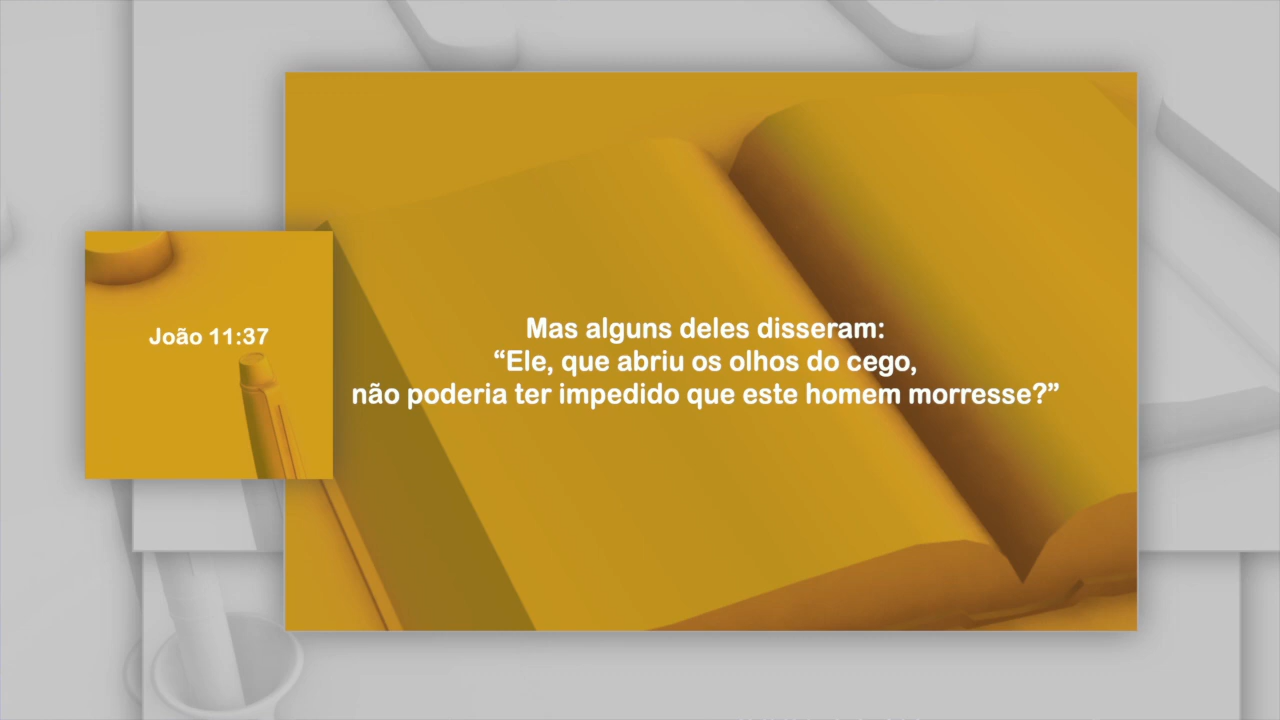 João 11:37
Mas alguns deles disseram:
“Ele, que abriu os olhos do cego,
não poderia ter impedido que este homem morresse?”